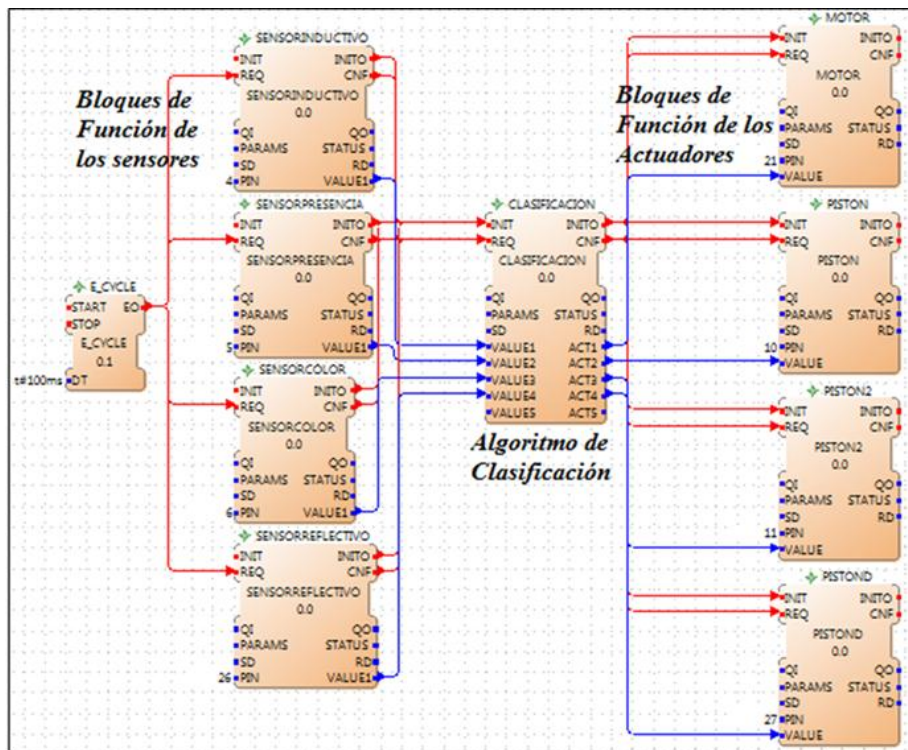 E_CYCLE
START EO
STOP
E_CYCLE
0.1
t#100ms DT
Bloques de
Función de
los sensores
SENSORINDUCTIVO
INIT INITO
REQ CNF
SENSORINDUCTIVO
0.0
QI QO
PARAMS STATUS
SD RD
4 PIN VALUE1
SENSORPRESENCIA
INIT INITO
REQ CNF
SENSORPRESENCIA
0.0
QI QO
PARAMS STATUS
SD RD
5 PIN VALUE1
SENSORCOLOR
INIT INITO
REQ CNF
SENSORCOLOR
0.0
QI QO
PARAMS STATUS
SD RD
6 PIN VALUE1
SENSORREFLECTIVO
INIT INITO
REQ CNF
SENSORREFLECTIVO
0.0
QI QO
PARAMS STATUS
SD RD
26 PIN VALUE1
CLASIFICACION
INIT INITO
REQ CNF
CLASIFICACION
0.0
QI QO
PARAMS STATUS
SD RD
VALUE1 ACT1
VALUE2 ACT2
VALUE3 ACT3
VALUE4 ACT4
VALUE5 ACT5
Algoritmo de
Clasificación
Bloques de
Función de los
Actuadores
MOTOR
INIT INITO
REQ CNF
MOTOR
0.0
QI QO
PARAMS STATUS
SD RD
21 PIN
VALUE
PISTON
INIT INITO
REQ CNF
PISTON
0.0
QI QO
PARAMS STATUS
SD RD
10 PIN
VALUE
PISTON2
INIT INITO
REQ CNF
PISTON2
0.0
QI QO
PARAMS STATUS
SD RD
11 PIN
VALUE
PISTOND
INIT INITO
REQ CNF
PISTOND
0.0
QI QO
PARAMS STATUS
SD RD
27 PIN
VALUE